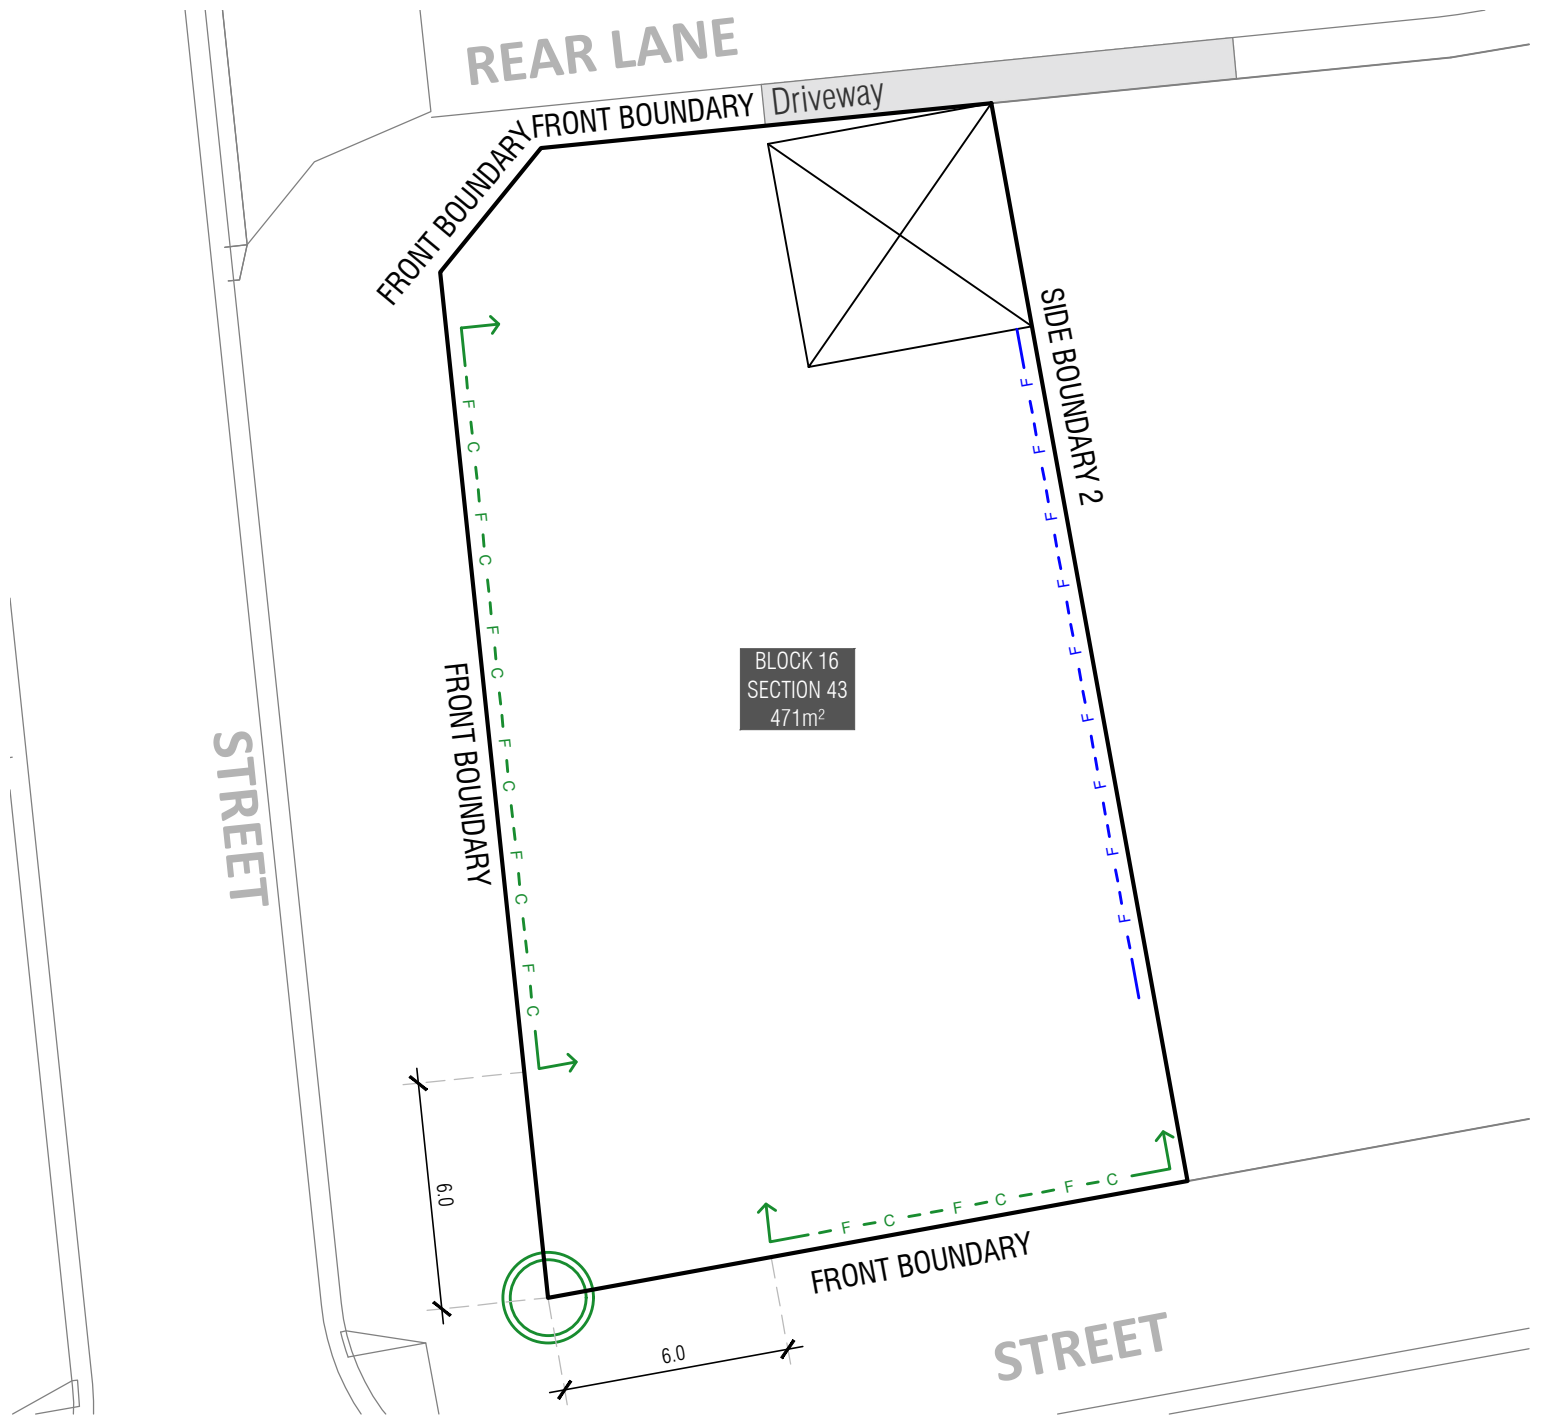 REAR LANE
FRONT BOUNDARY
Driveway
FRONT BOUNDARY
SIDE BOUNDARY 2
F C F C F C F C F C F C
F F F F F F F F F
BLOCK 16
SECTION 43
471m²
FRONT BOUNDARY
STREET
6.0
F C F C F C
FRONT BOUNDARY
6.0
STREET